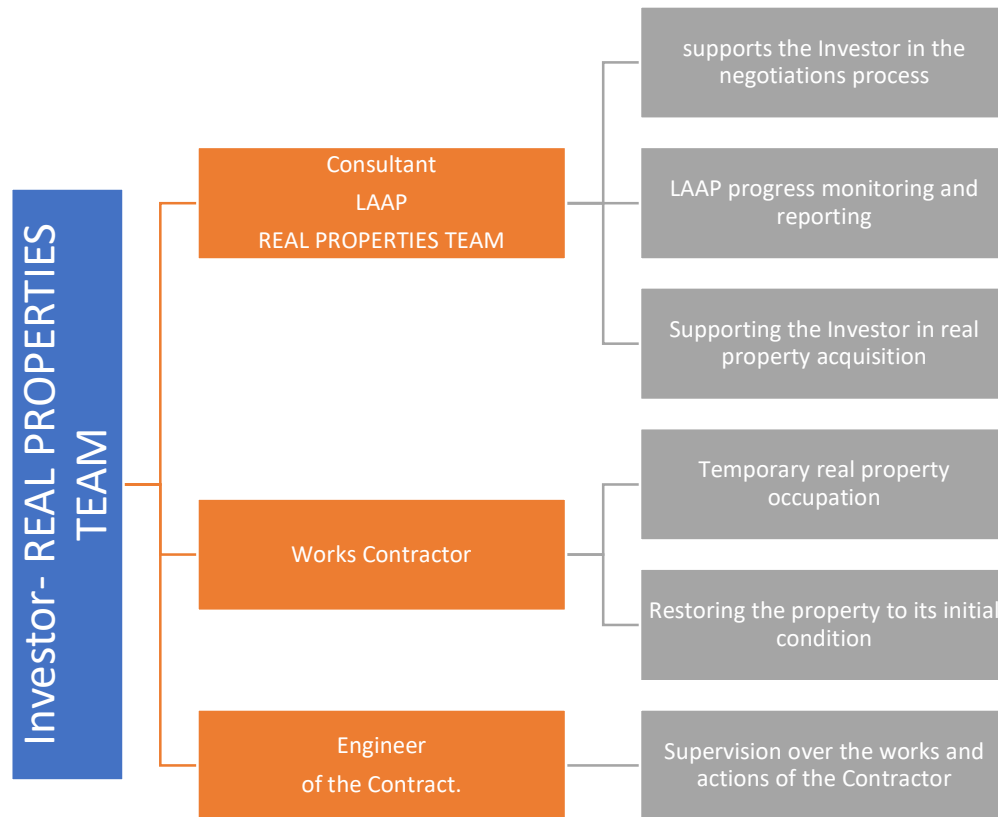 Investor- REAL PROPERTIES
TEAM
Consultant
LAAP
REAL PROPERTIES TEAM
supports the Investor in the
negotiations process
LAAP progress monitoring and
reporting
Supporting the Investor in real
property acquisition
Works Contractor
Temporary real property
occupation
Restoring the property to its initial
condition
Engineer
of the Contract.
Supervision over the works and
actions of the Contractor